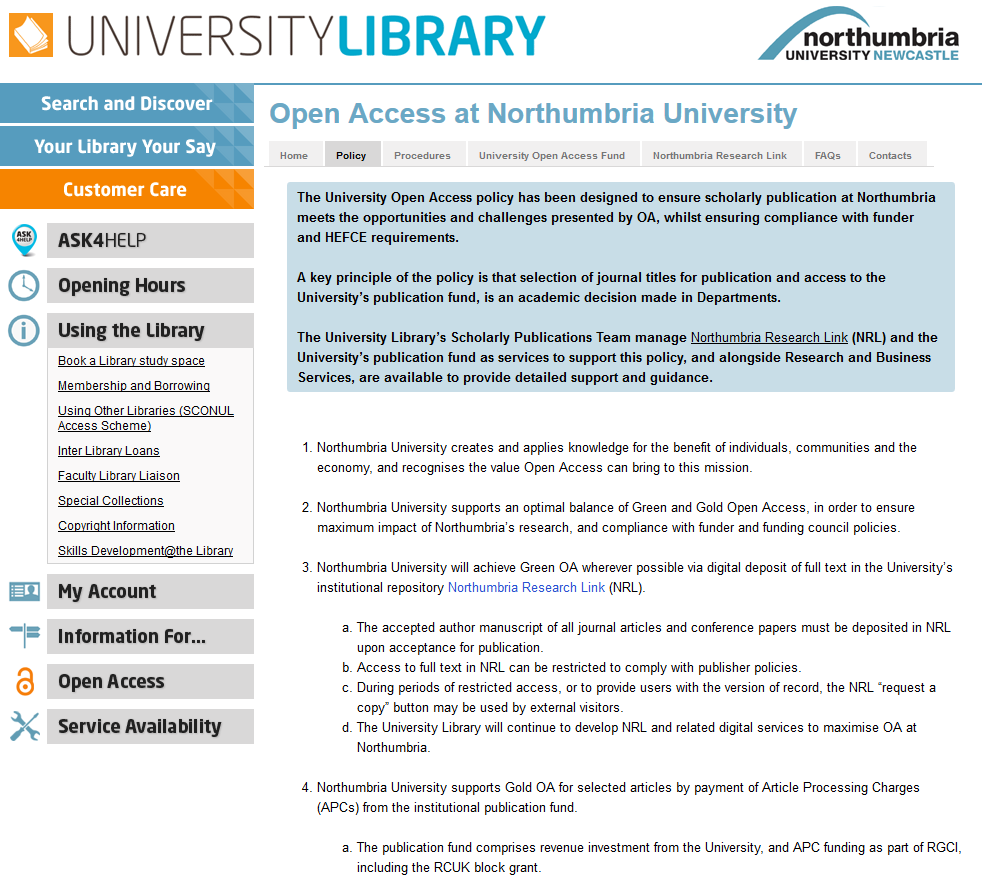 UNIVERSITYLIBRARY
northumbria
UNIVERSITY NEWCASTLE
Search and Discover
Your Library Your Say
Customer Care
ASK
4HELP
ASK4HELP
Opening Hours
Using the Library
Book a Library study space
Membership and Borrowing
Using Other Libraries (SCONUL
Access Scheme)
Inter Library Loans
Faculty Library Liaison
Special Collections
Copyright Information
Skills Development@the Library
My Account
Information For...
Open Access
Service Availability
Open Access at Northumbria University
Home Policy Procedures University Open Access Fund Northumbria Research Link FAQs Contacts
The University Open Access policy has been designed to ensure scholarly publication at Northumbria
meets the opportunities and challenges presented by OA, whilst ensuring compliance with funder
and HEFCE requirements.
A key principle of the policy is that selection of journal titles for publication and access to the
University's publication fund, is an academic decision made in Departments.
The University Library's Scholarly Publications Team manage Northumbria Research Link (NRL) and the
University's publication fund as services to support this policy, and alongside Research and Business
Services, are available to provide detailed support and guidance.
1. Northumbria University creates and applies knowledge for the benefit of individuals, communities and the
economy, and recognises the value Open Access can bring to this mission.
2. Northumbria University supports an optimal balance of Green and Gold Open Access, in order to ensure
maximum impact of Northumbria's research, and compliance with funder and funding council policies.
3. Northumbria University will achieve Green OA wherever possible via digital deposit of full text in the University's
institutional repository Northumbria Research Link (NRL).
a. The accepted author manuscript of all journal articles and conference papers must be deposited in NRL
upon acceptance for publication.
b. Access to full text in NRL can be restricted to comply with publisher policies.
c. During periods of restricted access, or to provide users with the version of record, the NRL “request a
copy” button may be used by external visitors.
d. The University Library will continue to develop NRL and related digital services to maximise OA at
Northumbria.
4. Northumbria University supports Gold OA for selected articles by payment of Article Processing Charges
(APCs) from the institutional publication fund.
a. The publication fund comprises revenue investment from the University, and APC funding as part of RGCI,
including the RCUK block grant.